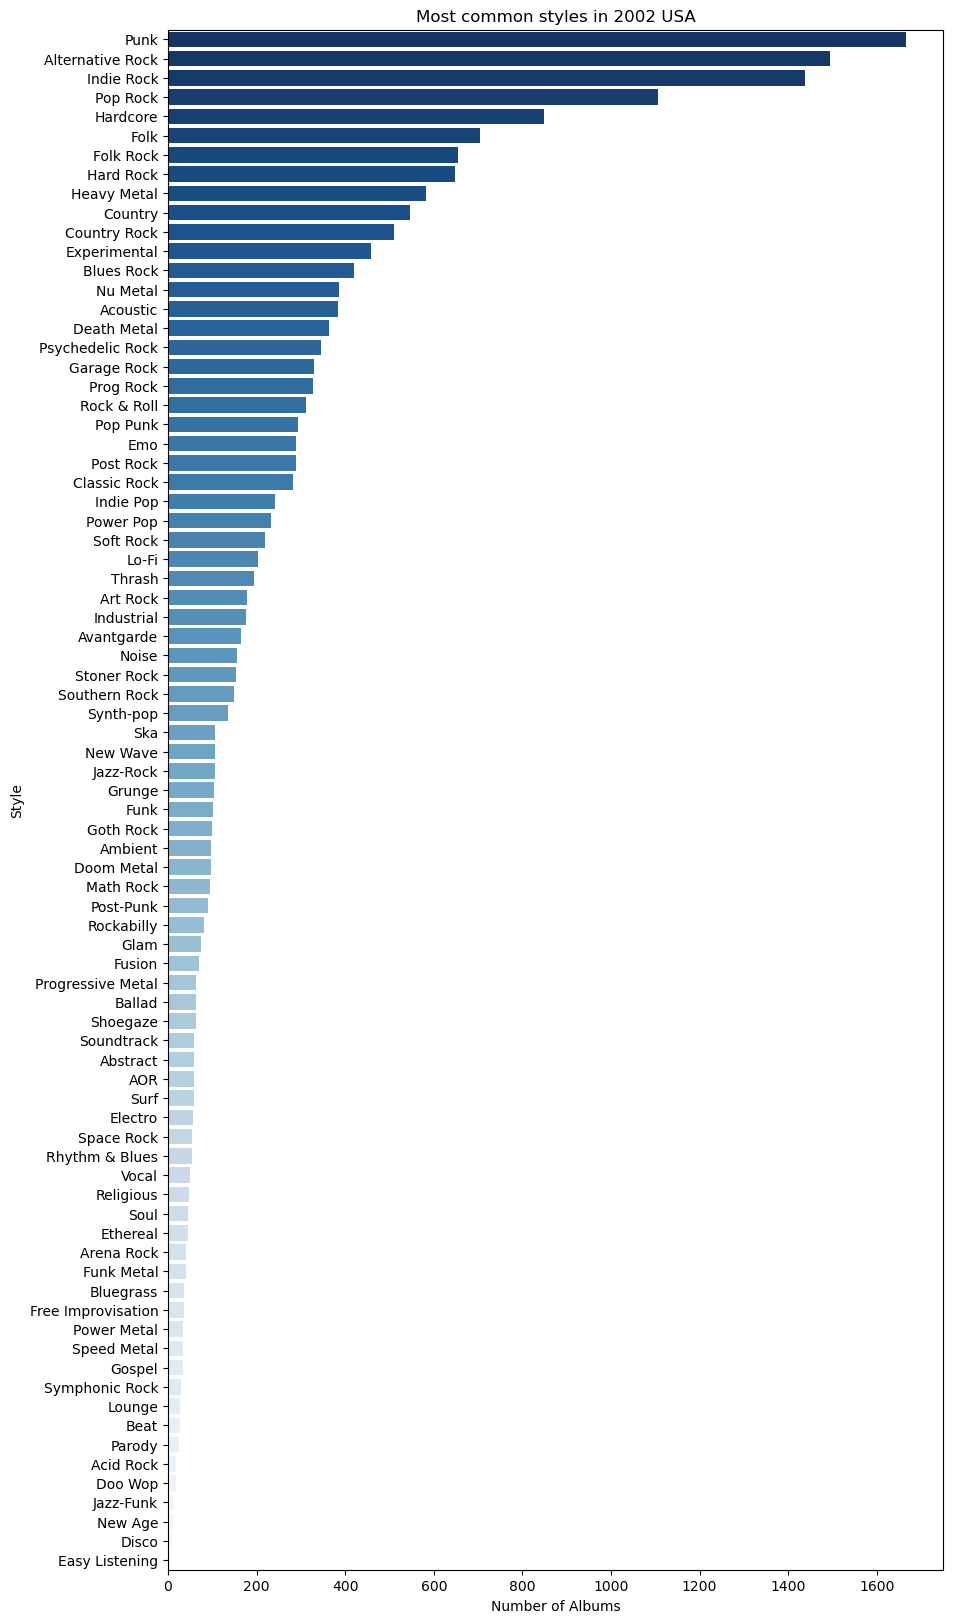 Most common styles in 2002 USA
Punk
Alternative Rock
Indie Rock
Pop Rock
Hardcore
Folk
Folk Rock
Hard Rock
Heavy Metal
Country
Country Rock
Experimental
Blues Rock
Nu Metal
Acoustic
Death Metal
Psychedelic Rock
Garage Rock
Prog Rock
Rock & Roll
Pop Punk
Emo
Post Rock
Classic Rock
Indie Pop
Power Pop
Soft Rock
Lo-Fi
Thrash
Art Rock
Industrial
Avantgarde
Noise
Stoner Rock
Southern Rock
Synth-pop
Ska
New Wave
Jazz-Rock
Grunge
Funk
Goth Rock
Ambient
Doom Metal
Math Rock
Post-Punk
Rockabilly
Glam
Fusion
Progressive Metal
Ballad
Shoegaze
Soundtrack
Abstract
AOR
Surf
Electro
Space Rock
Rhythm & Blues
Vocal
Religious
Soul
Ethereal
Arena Rock
Funk Metal
Bluegrass
Free Improvisation
Power Metal
Speed Metal
Gospel
Symphonic Rock
Lounge
Beat
Parody
Acid Rock
Doo Wop
Jazz-Funk
New Age
Disco
Easy Listening
Style
0 200 400 600 800 1000 1200 1400 1600
Number of Albums